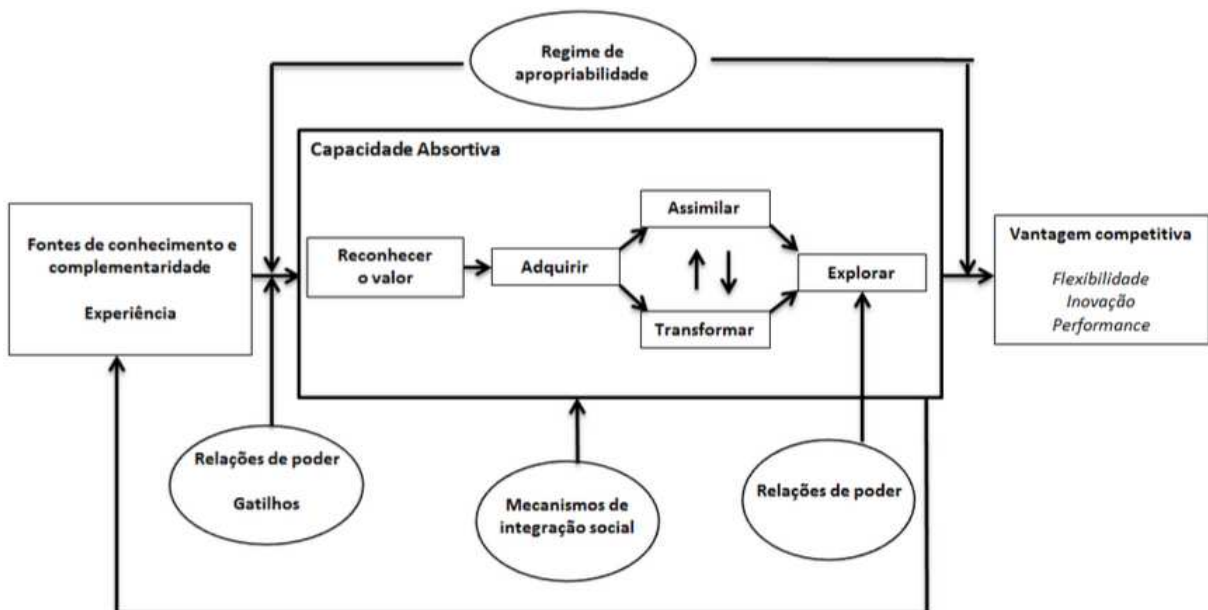 Regime de
apropriabilidade
Capacidade Absortiva
Fontes de conhecimento e
complementaridade
Experiência
Reconhecer
o valor
Adquirir
Assimilar
Transformar
Explorar
Vantagem competitiva
Flexibilidade
Inovação
Performance
Relações de poder
Gatilhos
Mecanismos de
integração social
Relações de poder